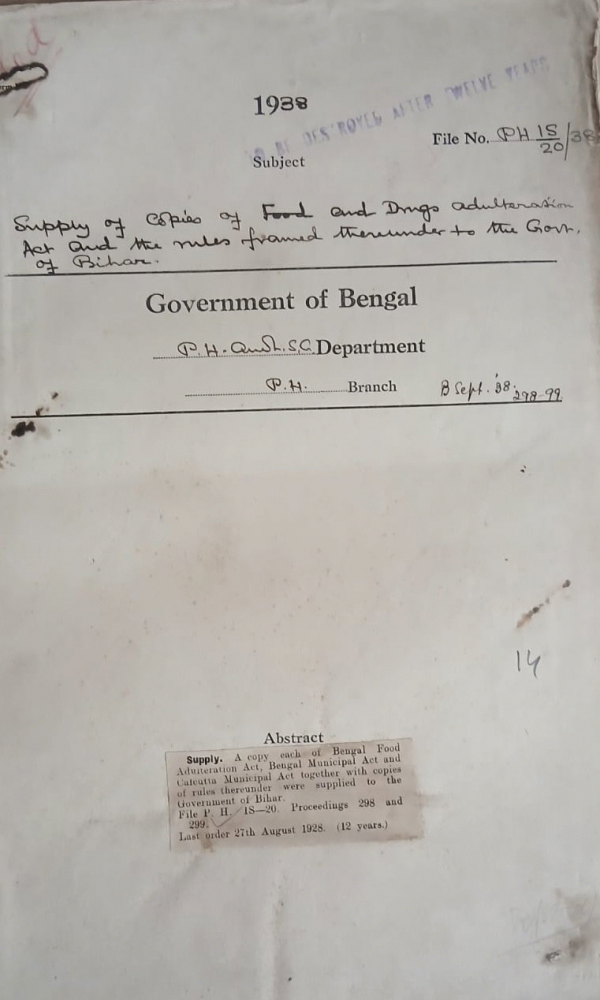 1938
TO BE DESTROYED AFTER TWELVE YEARS
File No. PH 1S/20/38
Subject
Supply of copies of Food and Drugs adulteration
Act and the rules framed thereunder to the Govt.
of Bihar.
Government of Bengal
P.H. and L.S.G. Department
P.H. Branch
B Sept. '38. 298-99
14
Abstract
Supply. A copy each of Bengal Food
Adulteration Act, Bengal Municipal Act and
Calcutta Municipal Act together with copies
of rules thereunder were supplied to the
Government of Bihar.
File P. H. 1S—20. Proceedings 298 and
299.
Last order 27th August 1928. (12 years.)